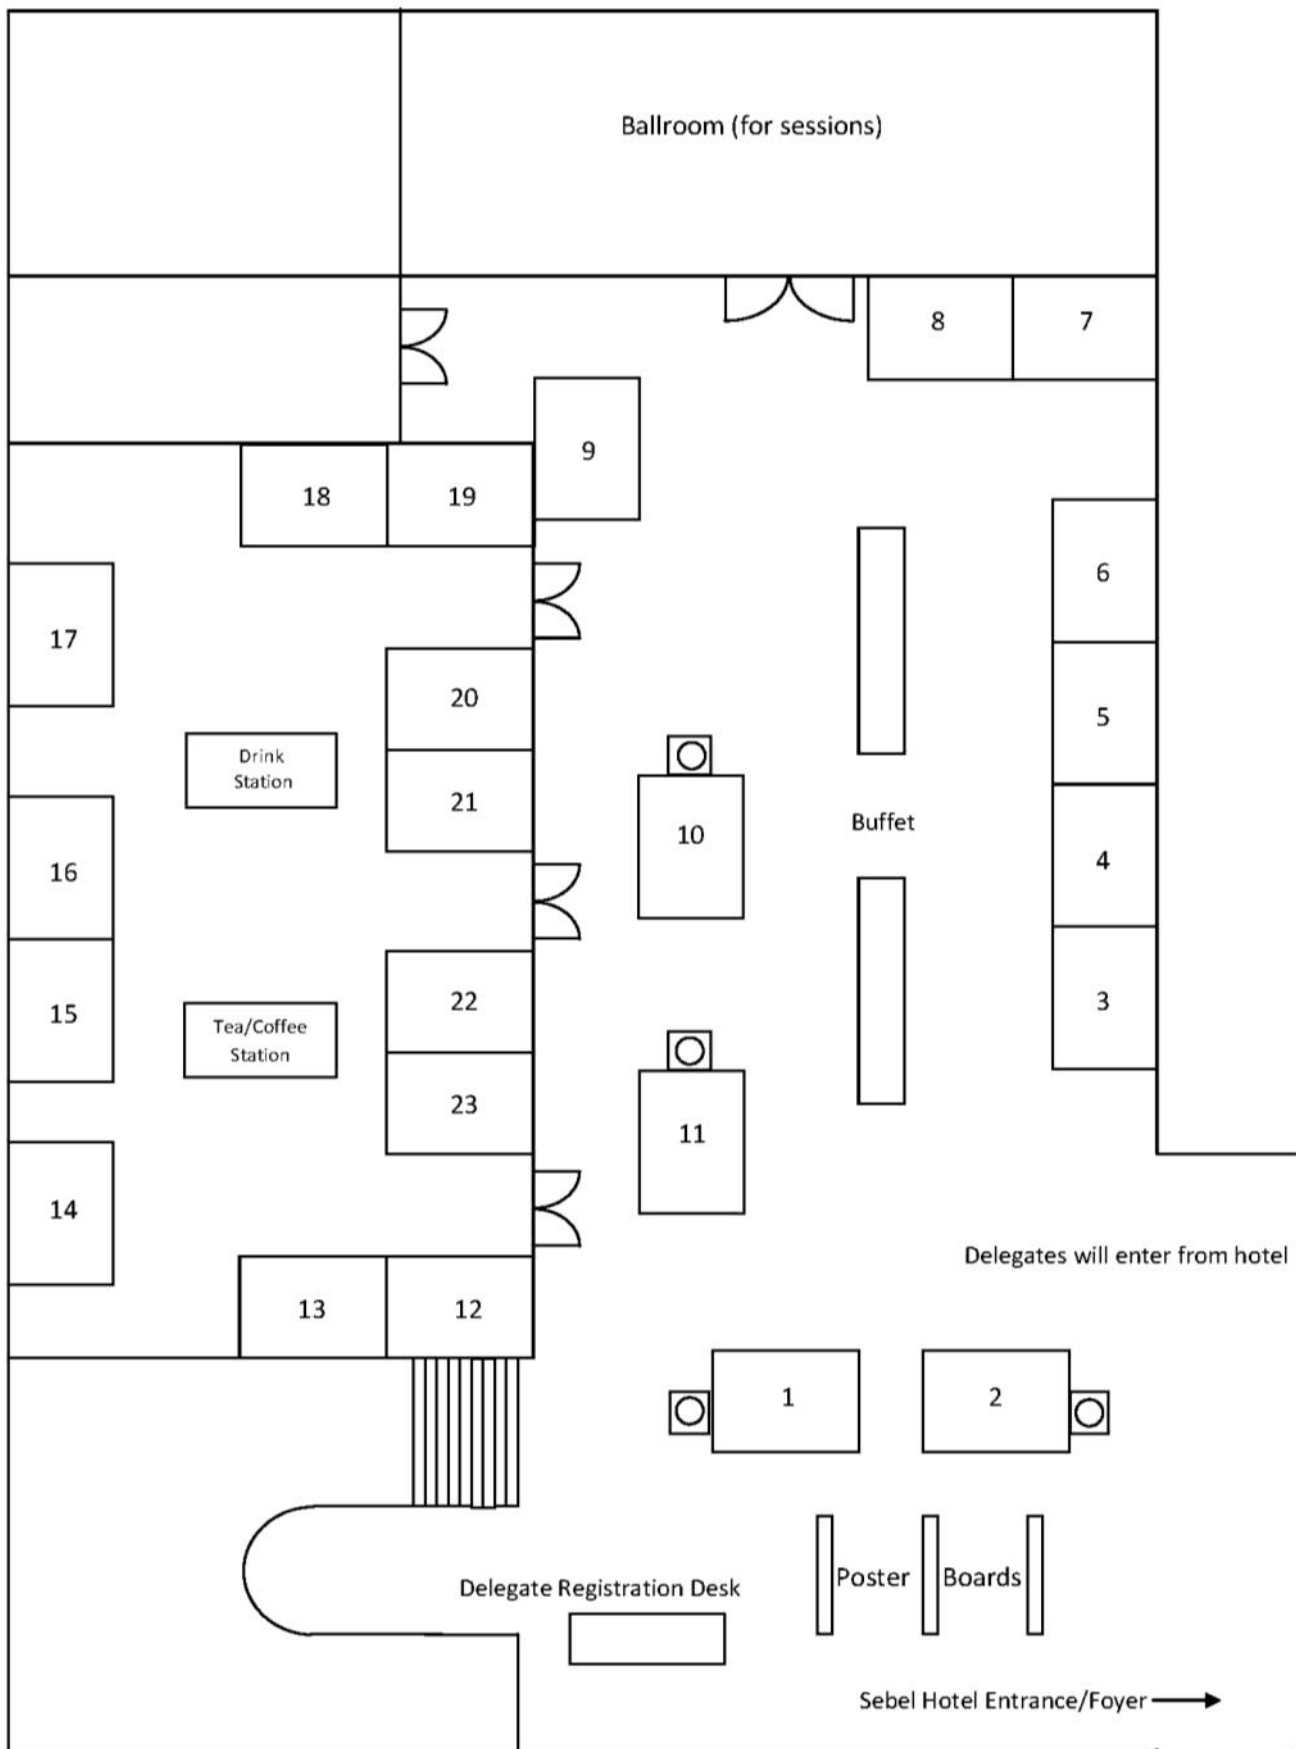 Ballroom (for sessions)
8
7
9
18
19
6
17
20
5
Drink
Station
21
Buffet
10
16
4
22
3
15
Tea/Coffee
Station
23
11
14
Delegates will enter from hotel
13
12
1
2
Poster
Boards
Delegate Registration Desk
Sebel Hotel Entrance/Foyer